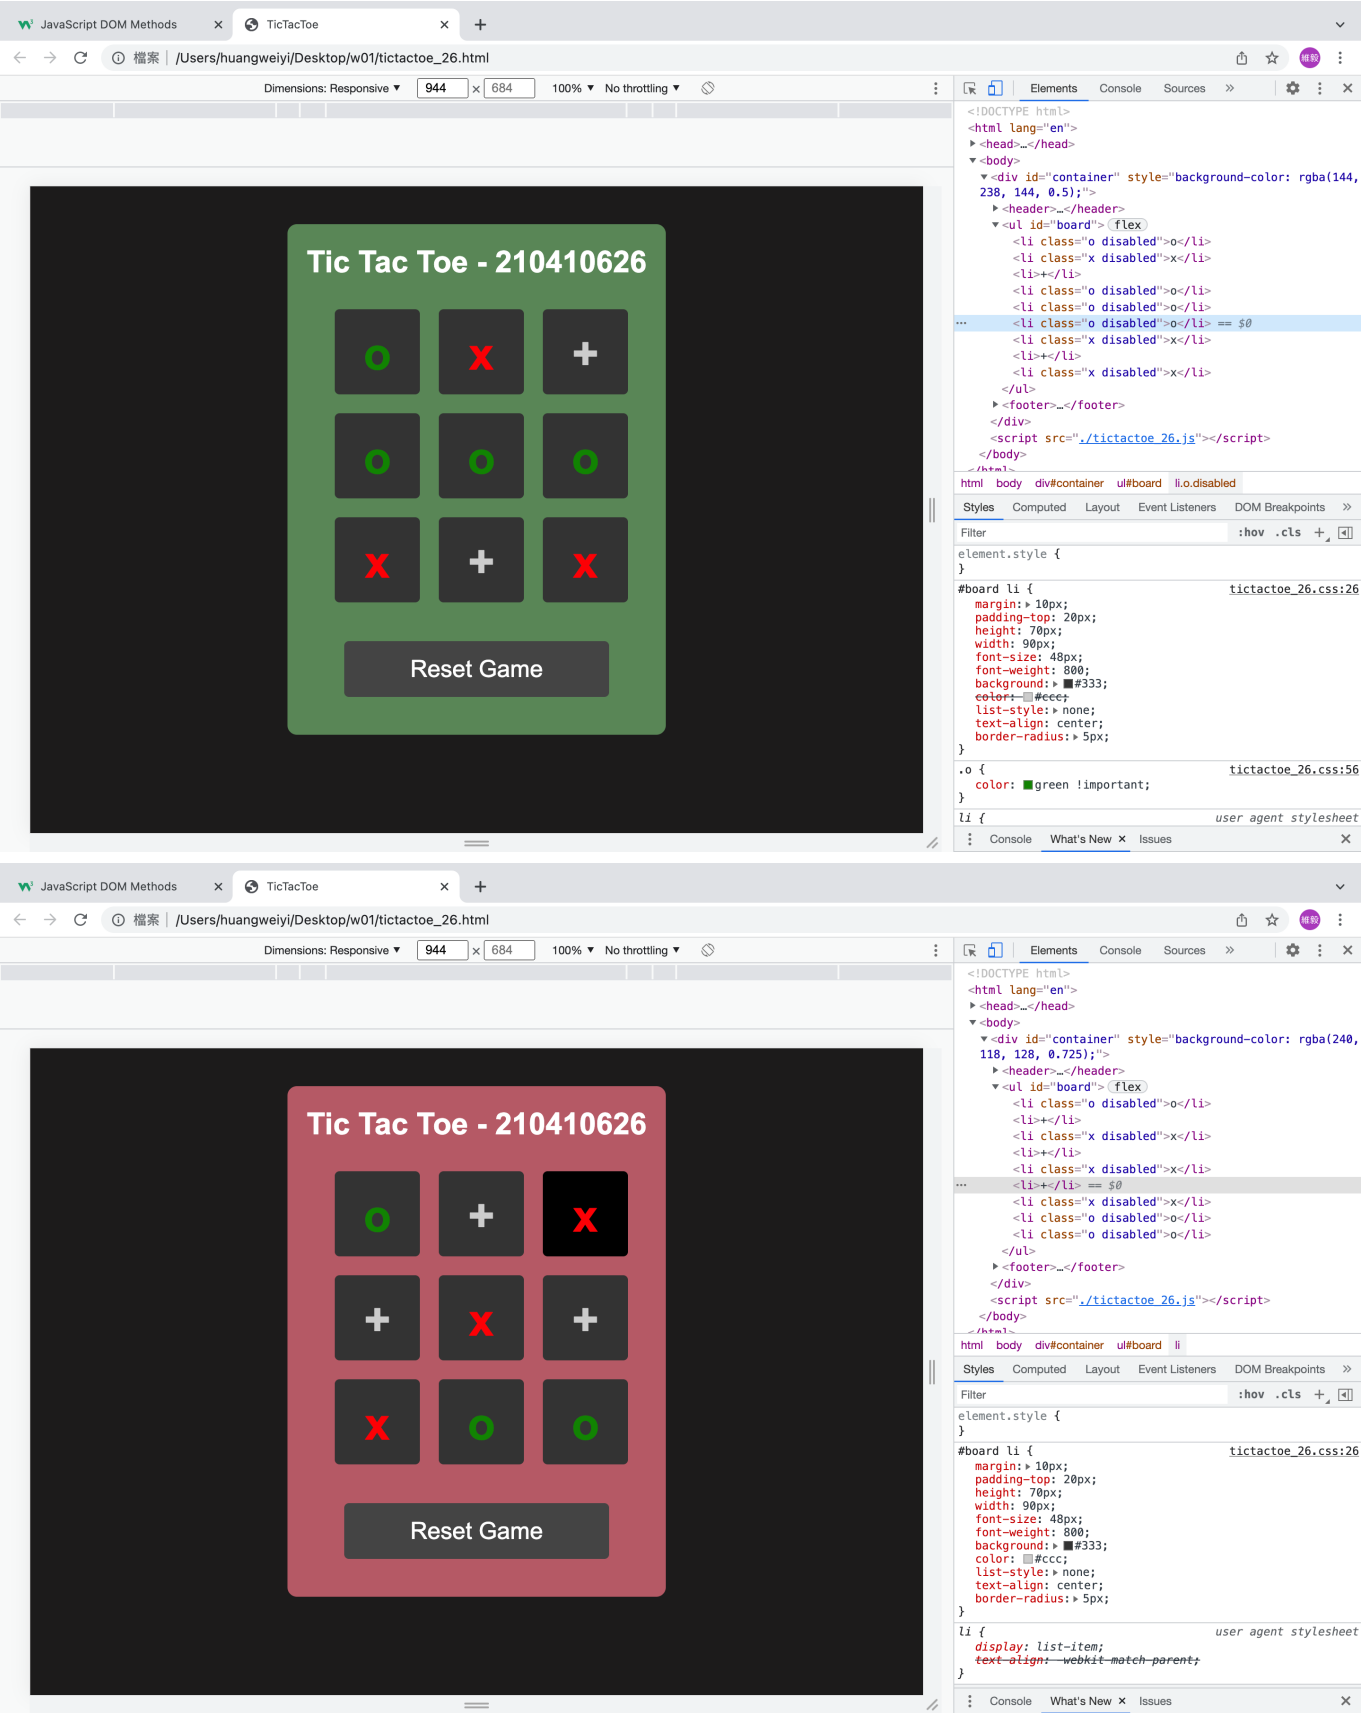 JavaScript DOM Methods
TicTacToe
檔案 | /Users/huangweiyi/Desktop/w01/tictactoe_26.html
維毅
Dimensions: Responsive ▼ 944 × 684 100% ▼ No throttling ▼
Tic Tac Toe - 210410626
o x +
o o o
x + x
Reset Game
Elements Console Sources »
<!DOCTYPE html>
<html lang="en">
<head>…</head>
<body>
<div id="container" style="background-color: rgba(144,
238, 144, 0.5);">
<header>…</header>
<ul id="board"> flex
<li class="o disabled">o</li>
<li class="x disabled">x</li>
<li>+</li>
<li class="o disabled">o</li>
<li class="o disabled">o</li>
<li class="o disabled">o</li> == $0
<li class="x disabled">x</li>
<li>+</li>
<li class="x disabled">x</li>
</ul>
<footer>…</footer>
</div>
<script src="./tictactoe_26.js"></script>
</body>
</html>
html body div#container ul#board li.o.disabled
Styles Computed Layout Event Listeners DOM Breakpoints »
Filter :hov .cls +
element.style {
}
#board li { tictactoe_26.css:26
margin: 10px;
padding-top: 20px;
height: 70px;
width: 90px;
font-size: 48px;
font-weight: 800;
background: #333;
color: #ccc;
list-style: none;
text-align: center;
border-radius: 5px;
}
.o { tictactoe_26.css:56
color: green !important;
}
li { user agent stylesheet
Console What's New × Issues
JavaScript DOM Methods
TicTacToe
檔案 | /Users/huangweiyi/Desktop/w01/tictactoe_26.html
維毅
Dimensions: Responsive ▼ 944 × 684 100% ▼ No throttling ▼
Tic Tac Toe - 210410626
o + x
+ x +
x o o
Reset Game
Elements Console Sources »
<!DOCTYPE html>
<html lang="en">
<head>…</head>
<body>
<div id="container" style="background-color: rgba(240,
118, 128, 0.725);">
<header>…</header>
<ul id="board"> flex
<li class="o disabled">o</li>
<li>+</li>
<li class="x disabled">x</li>
<li>+</li>
<li class="x disabled">x</li>
<li>+</li> == $0
<li class="x disabled">x</li>
<li class="o disabled">o</li>
<li class="o disabled">o</li>
</ul>
<footer>…</footer>
</div>
<script src="./tictactoe_26.js"></script>
</body>
</html>
html body div#container ul#board li
Styles Computed Layout Event Listeners DOM Breakpoints »
Filter :hov .cls +
element.style {
}
#board li { tictactoe_26.css:26
margin: 10px;
padding-top: 20px;
height: 70px;
width: 90px;
font-size: 48px;
font-weight: 800;
background: #333;
color: #ccc;
list-style: none;
text-align: center;
border-radius: 5px;
}
li { user agent stylesheet
display: list-item;
text-align: -webkit-match-parent;
}
Console What's New × Issues